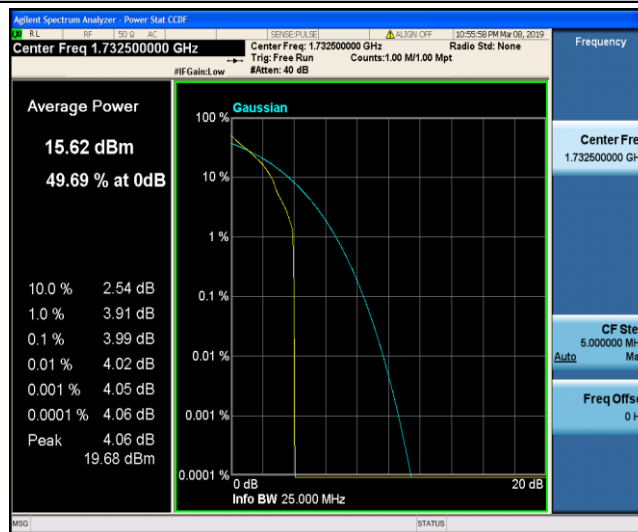 Agilent Spectrum Analyzer - Power Stat CCDF
RL RF 50 Ω AC SENSE:PULSE ALIGN OFF 10:55:58 PM Mar 08, 2019
Center Freq 1.732500000 GHz
Center Freq: 1.732500000 GHz Radio Std: None
Trig: Free Run Counts:1.00 M/1.00 Mpt
#IFGain:Low #Atten: 40 dB
Frequency
Average Power
15.62 dBm
49.69 % at 0dB
10.0 % 2.54 dB
1.0 % 3.91 dB
0.1 % 3.99 dB
0.01 % 4.02 dB
0.001 % 4.05 dB
0.0001 % 4.06 dB
Peak 4.06 dB
19.68 dBm
Gaussian
100 %
10 %
1 %
0.1 %
0.01 %
0.001 %
0.0001 %
0 dB 20 dB
Info BW 25.000 MHz
Center Fre
1.732500000 GH
CF Ste
5.000000 MH
Auto Ma
Freq Offse
0 H
MSG STATUS